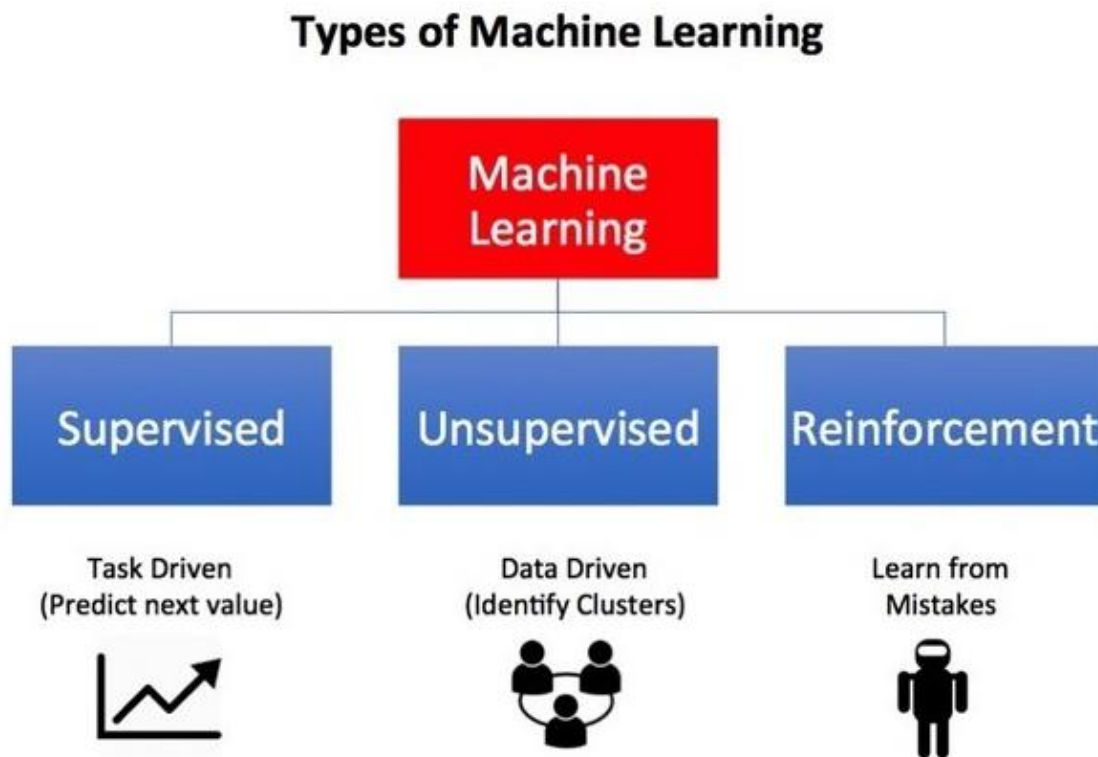 Types of Machine Learning
Machine
Learning
Supervised
Unsupervised
Reinforcement
Task Driven
(Predict next value)
Data Driven
(Identify Clusters)
Learn from
Mistakes